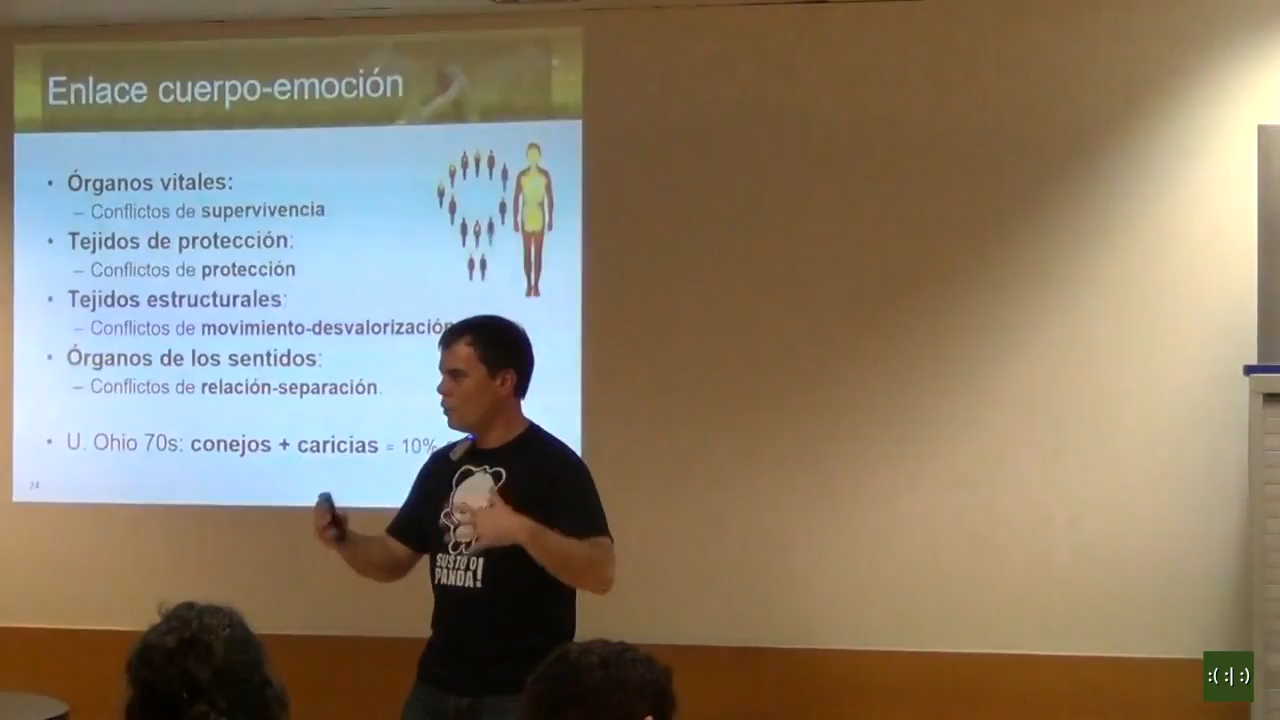 Enlace cuerpo-emoción
• Órganos vitales:
– Conflictos de supervivencia
• Tejidos de protección:
– Conflictos de protección
• Tejidos estructurales:
– Conflictos de movimiento-desvalorización
• Órganos de los sentidos:
– Conflictos de relación-separación.
• U. Ohio 70s: conejos + caricias = 10%
24
SUSTO O
PANDA!
:( :| :)